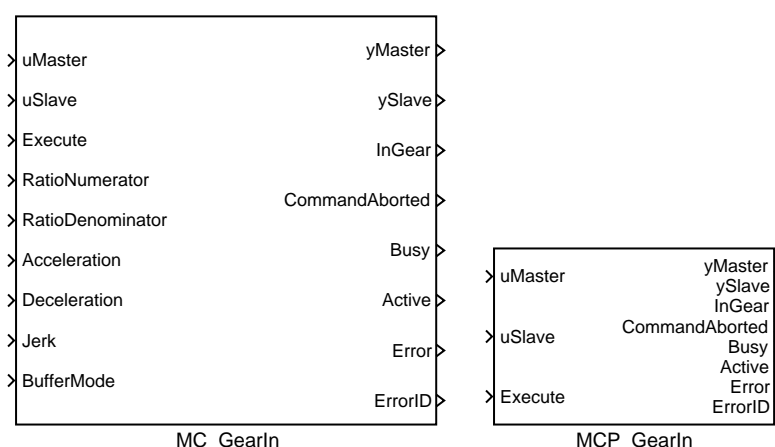 uMaster
uSlave
Execute
RatioNumerator
RatioDenominator
Acceleration
Deceleration
Jerk
BufferMode
yMaster
ySlave
InGear
CommandAborted
Busy
Active
Error
ErrorID
MC_GearIn
uMaster
uSlave
Execute
yMaster
ySlave
InGear
CommandAborted
Busy
Active
Error
ErrorID
MCP_GearIn